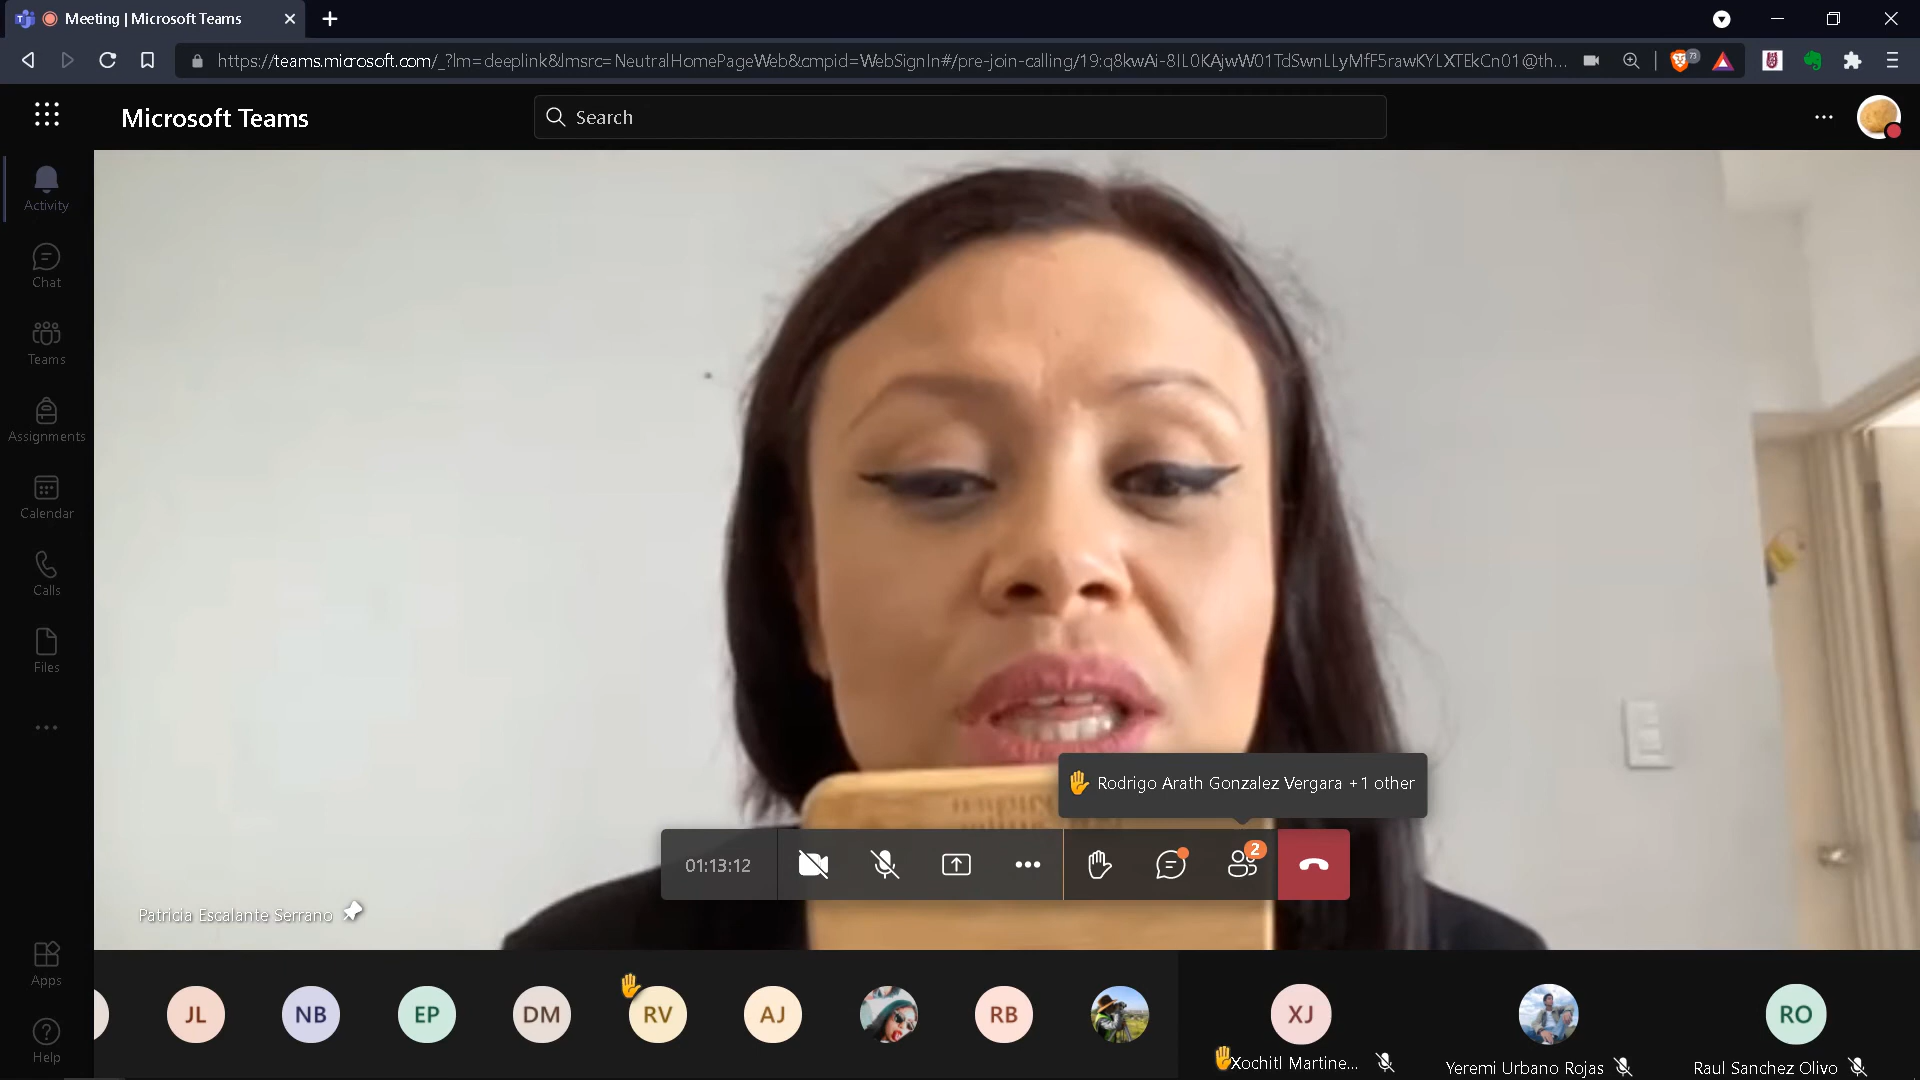 Meeting | Microsoft Teams
https://teams.microsoft.com/_?lm=deeplink&lmsrc=NeutralHomePageWeb&cmpid=WebSignIn#/pre-join-calling/19:q8kwAi-8IL0KAjwW01TdSwnLLyMfF5rawKYLXTEkCn01@th...
73
Microsoft Teams
Search
Activity
Chat
Teams
Assignments
Calendar
Calls
Files
Apps
Help
Rodrigo Arath Gonzalez Vergara +1 other
01:13:12
2
Patricia Escalante Serrano
JL
NB
EP
DM
RV
AJ
RB
XJ
RO
Xochitl Martine...
Yeremi Urbano Rojas
Raul Sanchez Olivo